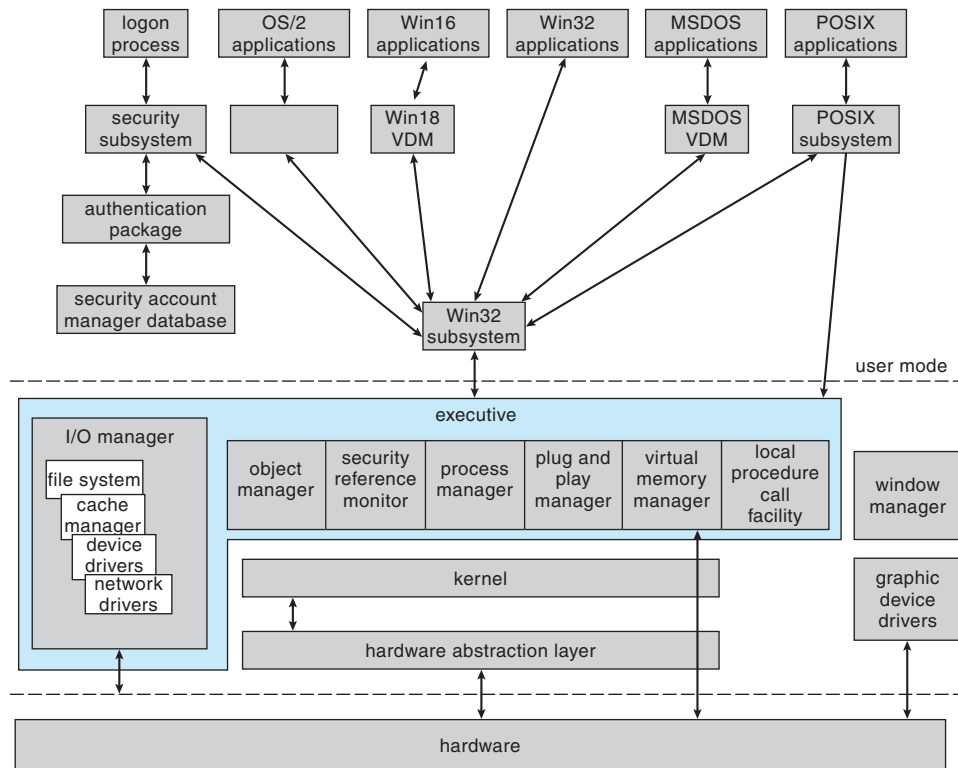 logon
process
OS/2
applications
Win16
applications
Win32
applications
MSDOS
applications
POSIX
applications
security
subsystem
Win18
VDM
MSDOS
VDM
POSIX
subsystem
authentication
package
security account
manager database
Win32
subsystem
user mode
executive
I/O manager
file system
cache
manager
device
drivers
network
drivers
object
manager
security
reference
monitor
process
manager
plug and
play
manager
virtual
memory
manager
local
procedure
call
facility
window
manager
kernel
graphic
device
drivers
hardware abstraction layer
hardware